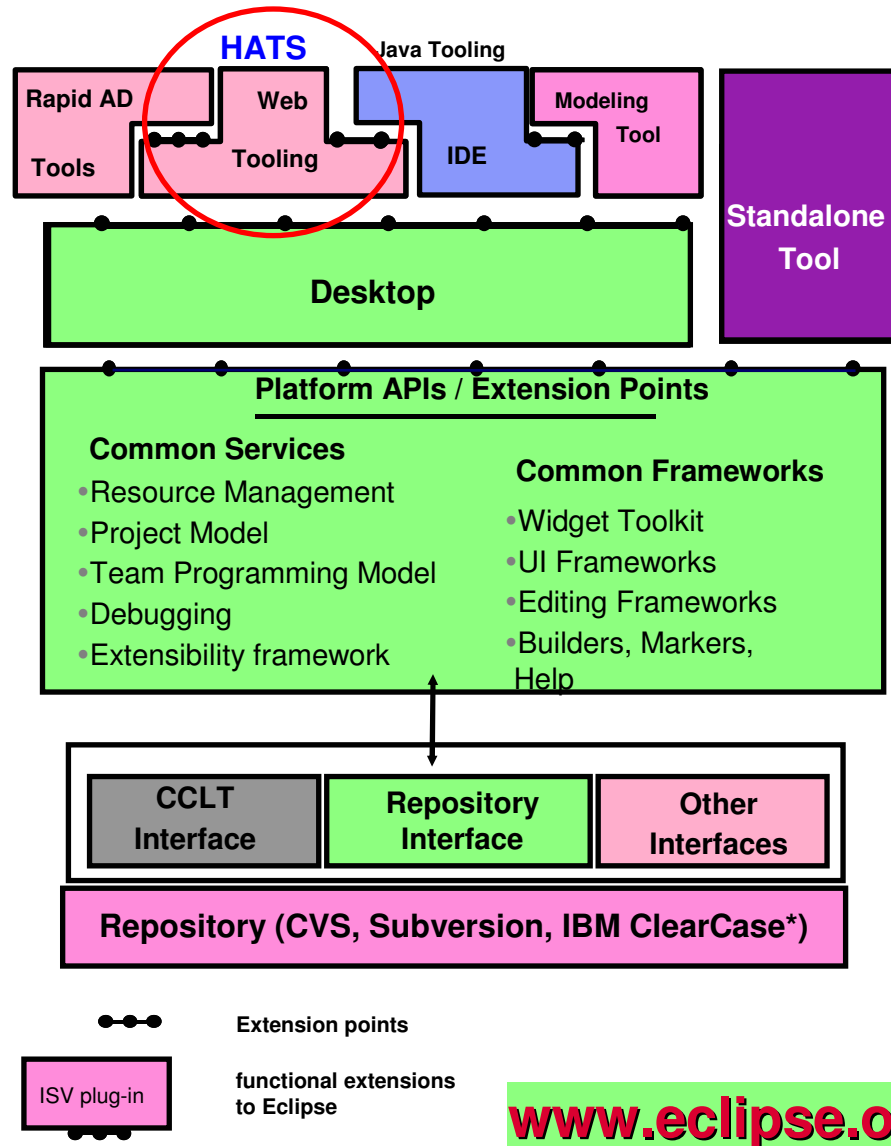 HATS
Java Tooling
Rapid AD
Tools
Web
Tooling
IDE
Modeling
Tool
Standalone
Tool
Desktop
Platform APIs / Extension Points
Common Services
•Resource Management
•Project Model
•Team Programming Model
•Debugging
•Extensibility framework
Common Frameworks
•Widget Toolkit
•UI Frameworks
•Editing Frameworks
•Builders, Markers,
Help
CCLT
Interface
Repository
Interface
Other
Interfaces
Repository (CVS, Subversion, IBM ClearCase*)
Extension points
ISV plug-in
functional extensions
to Eclipse
www.eclipse.o